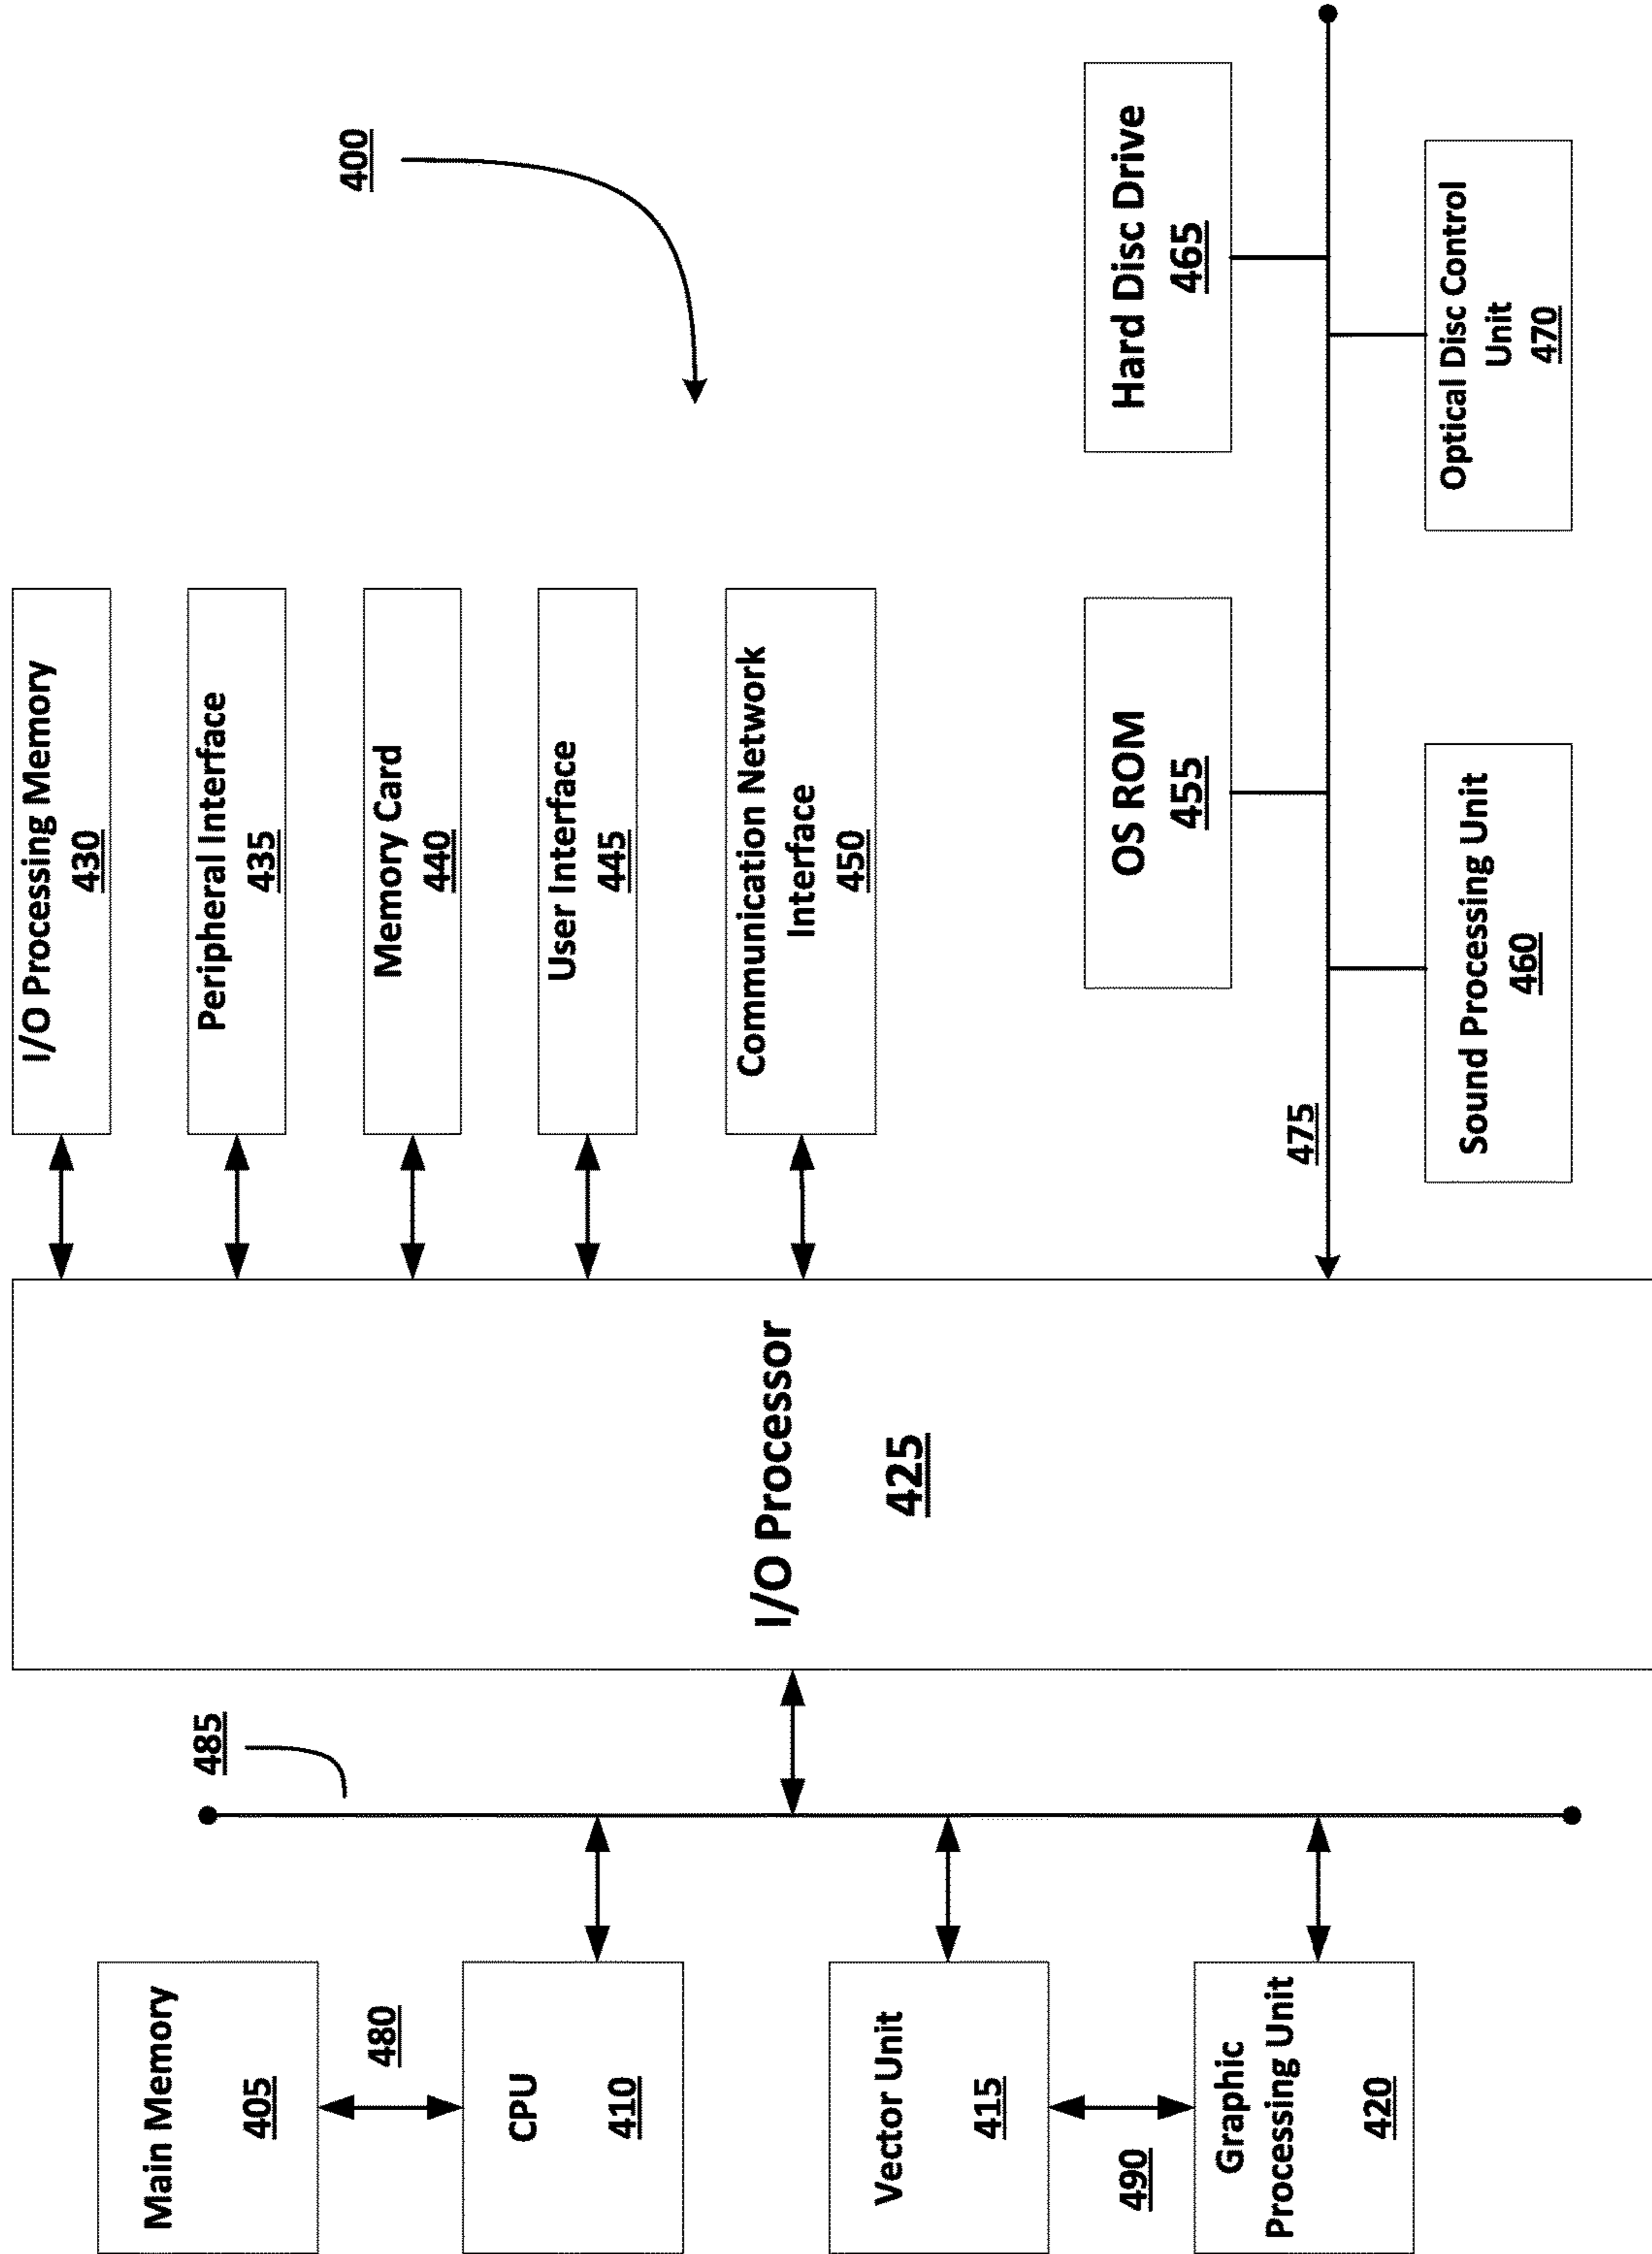 400
I/O Processing Memory
430
Peripheral Interface
435
Memory Card
440
User Interface
445
Communication Network
Interface
450
Hard Disc Drive
465
OS ROM
455
Optical Disc Control
Unit
470
Sound Processing Unit
460
475
I/O Processor
425
485
Main Memory
405
480
CPU
410
Vector Unit
415
490
Graphic
Processing Unit
420